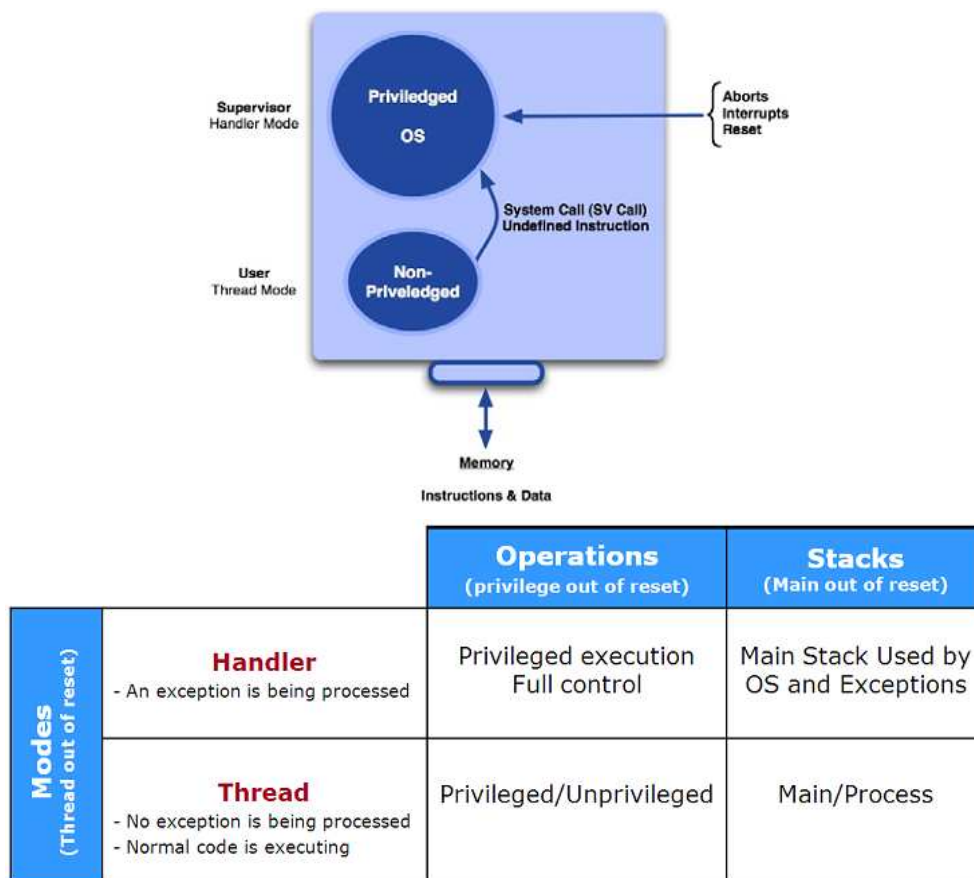 Priviledged
OS
Supervisor
Handler Mode
Aborts
Interrupts
Reset
System Call (SV Call)
Undefined Instruction
User
Thread Mode
Non-
Priveledged
Memory
Instructions & Data
Operations
(privilege out of reset)
Stacks
(Main out of reset)
Modes
(Thread out of reset)
Handler
- An exception is being processed
Privileged execution
Full control
Main Stack Used by
OS and Exceptions
Thread
- No exception is being processed
- Normal code is executing
Privileged/Unprivileged
Main/Process